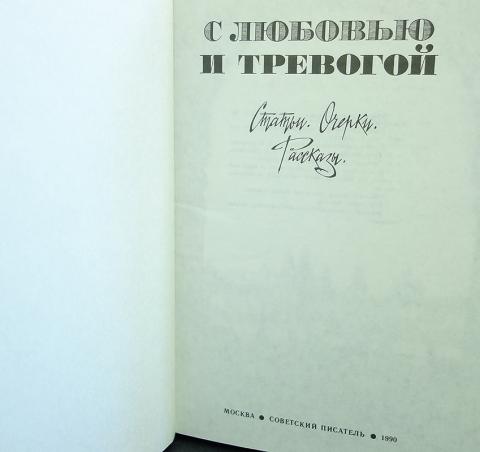 С ЛЮБОВЬЮ
И ТРЕВОГОЙ
Статьи. Очерки.
Рассказы.
МОСКВА ● СОВЕТСКИЙ ПИСАТЕЛЬ ● 1990